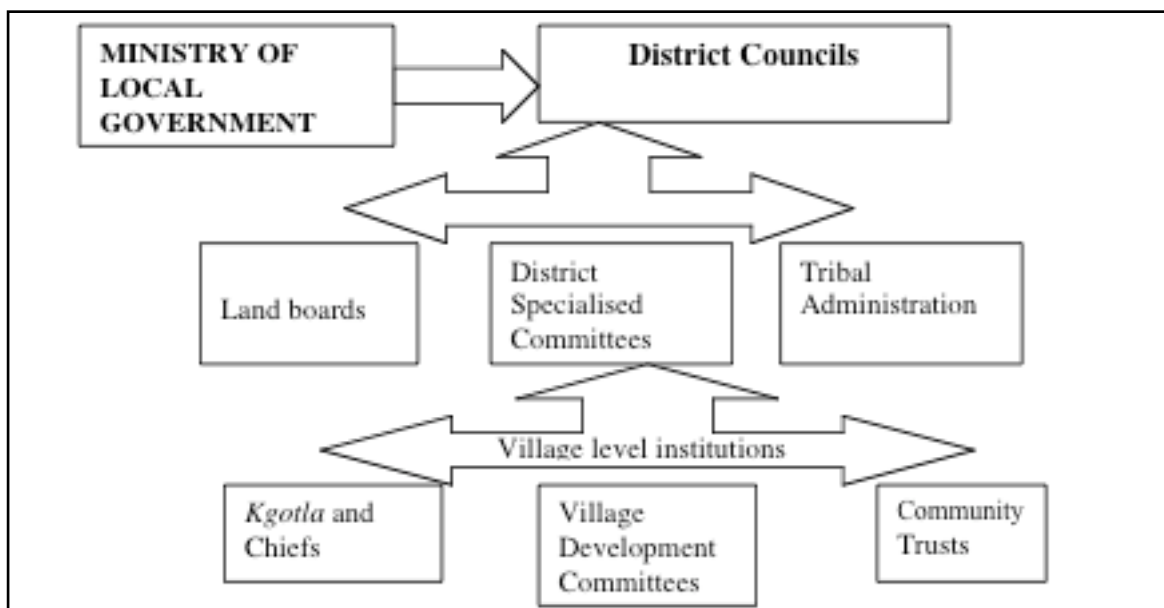 MINISTRY OF
LOCAL
GOVERNMENT
District Councils
Land boards
District
Specialised
Committees
Tribal
Administration
Village level institutions
Kgotla and
Chiefs
Village
Development
Committees
Community
Trusts